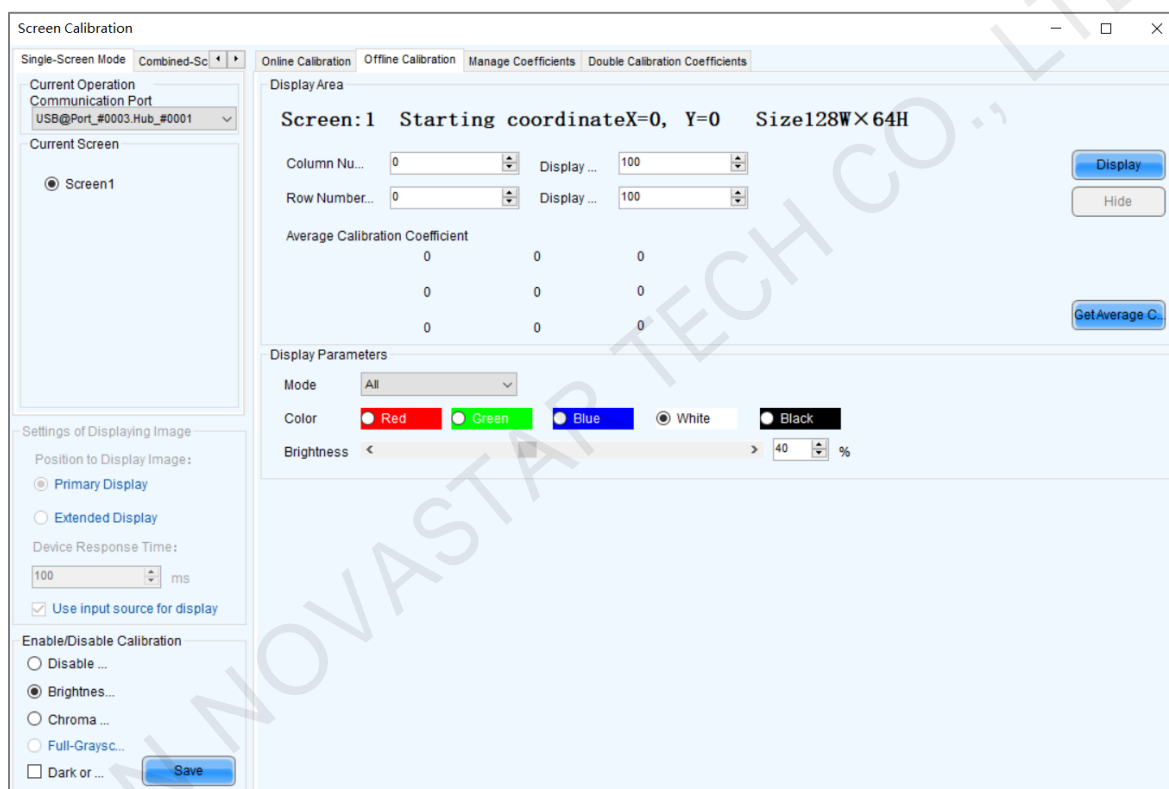 Screen Calibration
Single-Screen Mode Combined-Sc
Current Operation
Communication Port
USB@Port_#0003.Hub_#0001
Current Screen
Screen1
Settings of Displaying Image
Position to Display Image:
Primary Display
Extended Display
Device Response Time:
100 ms
Use input source for display
Enable/Disable Calibration
Disable ...
Brightnes...
Chroma ...
Full-Graysc...
Dark or ... Save
Online Calibration Offline Calibration Manage Coefficients Double Calibration Coefficients
Display Area
Screen:1 Starting coordinateX=0, Y=0 Size128W×64H
Column Nu... 0 Display ... 100 Display
Row Number... 0 Display ... 100 Hide
Average Calibration Coefficient
0 0 0
0 0 0
0 0 0
Get Average C...
Display Parameters
Mode All
Color Red Green Blue White Black
Brightness 40 %
N NOVASTAR TECH CO., LT